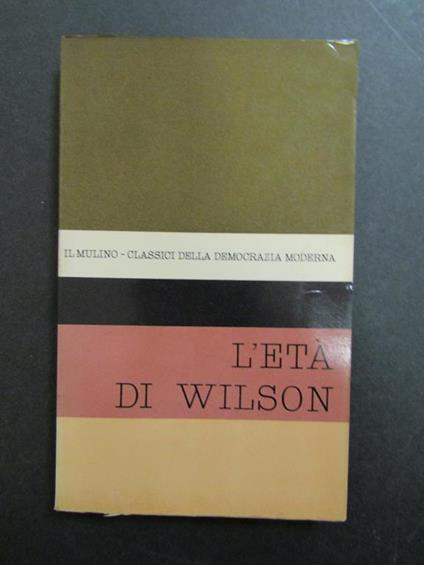 IL MULINO - CLASSICI DELLA DEMOCRAZIA MODERNA
L'ETÀ
DI WILSON